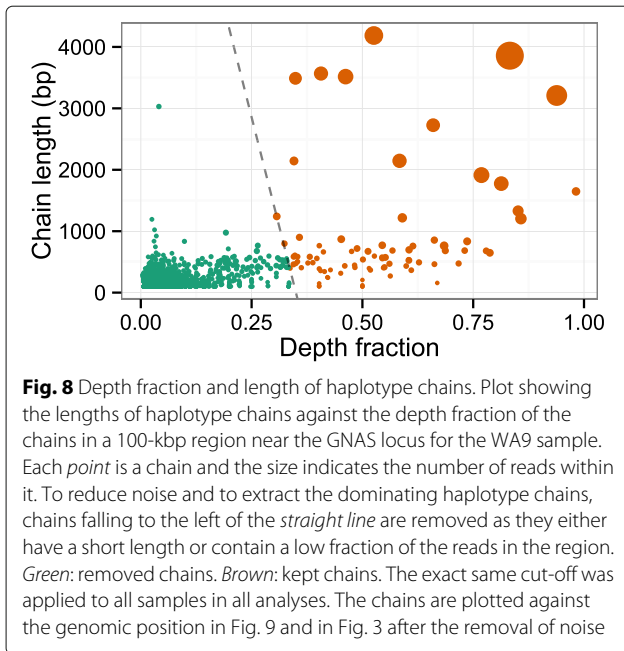 4000
3000
2000
1000
0
Chain length (bp)
0.00 0.25 0.50 0.75 1.00
Depth fraction
Fig. 8 Depth fraction and length of haplotype chains. Plot showing
the lengths of haplotype chains against the depth fraction of the
chains in a 100-kbp region near the GNAS locus for the WA9 sample.
Each point is a chain and the size indicates the number of reads within
it. To reduce noise and to extract the dominating haplotype chains,
chains falling to the left of the straight line are removed as they either
have a short length or contain a low fraction of the reads in the region.
Green: removed chains. Brown: kept chains. The exact same cut-off was
applied to all samples in all analyses. The chains are plotted against
the genomic position in Fig. 9 and in Fig. 3 after the removal of noise